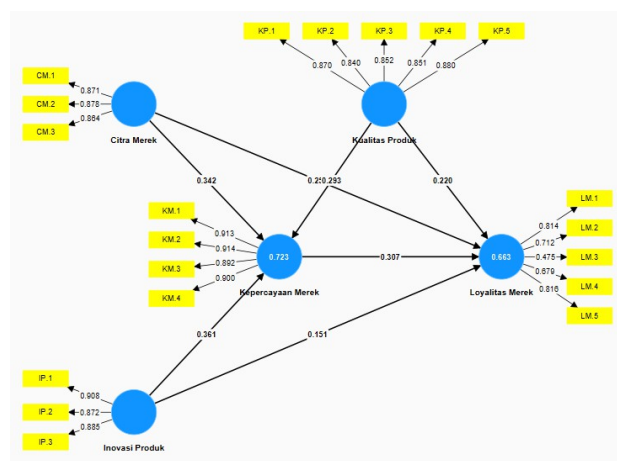 KP.1 KP.2 KP.3 KP.4 KP.5
0.870 0.840 0.852 0.851 0.880
CM.1
CM.2
CM.3
0.871
0.878
0.864
Citra Merek
Kualitas Produk
0.342
0.293
0.220
KM.1
KM.2
KM.3
KM.4
0.913
0.914
0.892
0.900
0.723
Kepercayaan Merek
0.307
0.663
Loyalitas Merek
LM.1
LM.2
LM.3
LM.4
LM.5
0.814
0.712
0.475
0.679
0.816
0.361
0.151
IP.1
IP.2
IP.3
0.908
0.872
0.885
Inovasi Produk